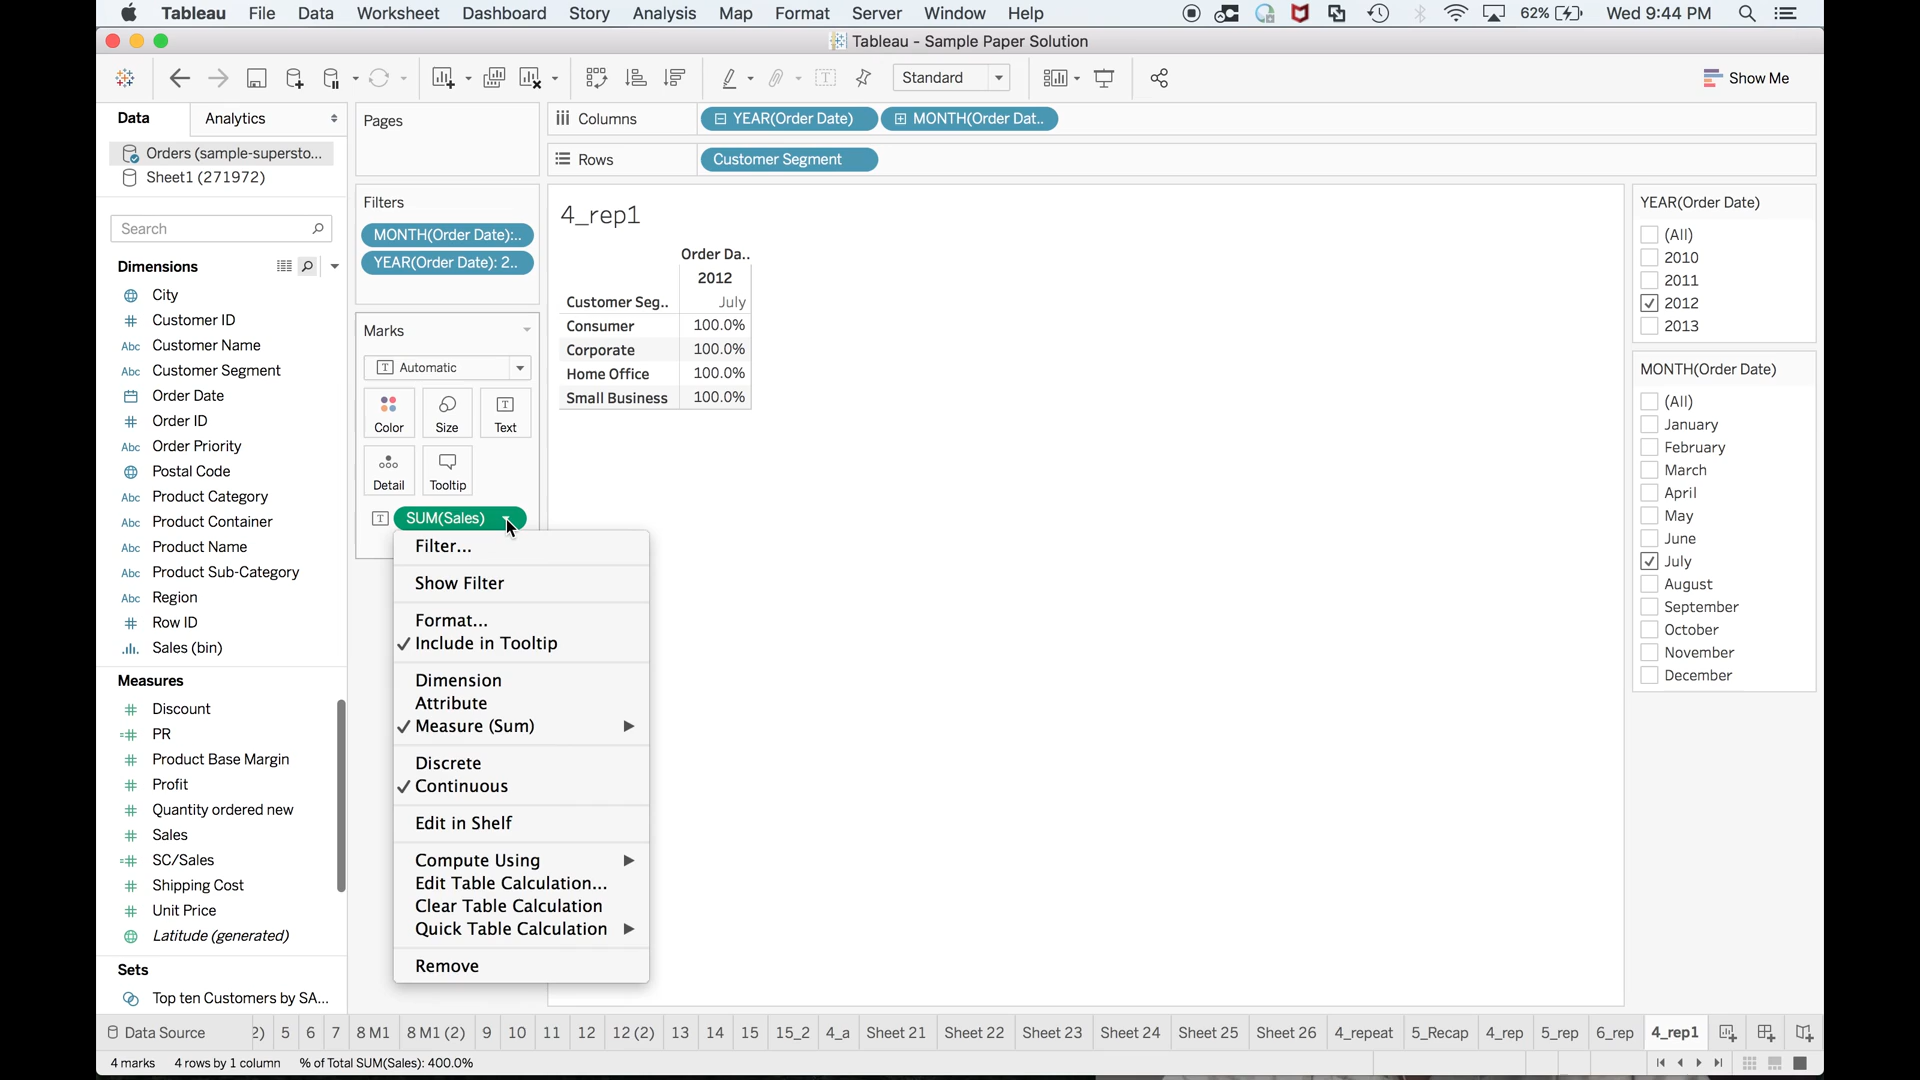 Tableau File Data Worksheet Dashboard Story Analysis Map Format Server Window Help 62% Wed 9:44 PM
Tableau - Sample Paper Solution
Standard
Show Me
Data
Analytics
Orders (sample-supersto...
Sheet1 (271972)
Search
Dimensions
City
Customer ID
Abc Customer Name
Abc Customer Segment
Order Date
Order ID
Abc Order Priority
Postal Code
Abc Product Category
Abc Product Container
Abc Product Name
Abc Product Sub-Category
Abc Region
Row ID
Sales (bin)
Measures
Discount
PR
Product Base Margin
Profit
Quantity ordered new
Sales
SC/Sales
Shipping Cost
Unit Price
Latitude (generated)
Sets
Top ten Customers by SA...
Pages
Filters
MONTH(Order Date):..
YEAR(Order Date): 2..
Marks
Automatic
Color
Size
Text
Detail
Tooltip
SUM(Sales)
Filter...
Show Filter
Format...
Include in Tooltip
Dimension
Attribute
Measure (Sum)
Discrete
Continuous
Edit in Shelf
Compute Using
Edit Table Calculation...
Clear Table Calculation
Quick Table Calculation
Remove
Columns
YEAR(Order Date)
MONTH(Order Dat..
Rows
Customer Segment
4_rep1
Order Da..
2012
Customer Seg.. July
Consumer 100.0%
Corporate 100.0%
Home Office 100.0%
Small Business 100.0%
YEAR(Order Date)
(All)
2010
2011
2012
2013
MONTH(Order Date)
(All)
January
February
March
April
May
June
July
August
September
October
November
December
Data Source 2) 5 6 7 8 M1 8 M1 (2) 9 10 11 12 12 (2) 13 14 15 15_2 4_a Sheet 21 Sheet 22 Sheet 23 Sheet 24 Sheet 25 Sheet 26 4_repeat 5_Recap 4_rep 5_rep 6_rep 4_rep1
4 marks 4 rows by 1 column % of Total SUM(Sales): 400.0%